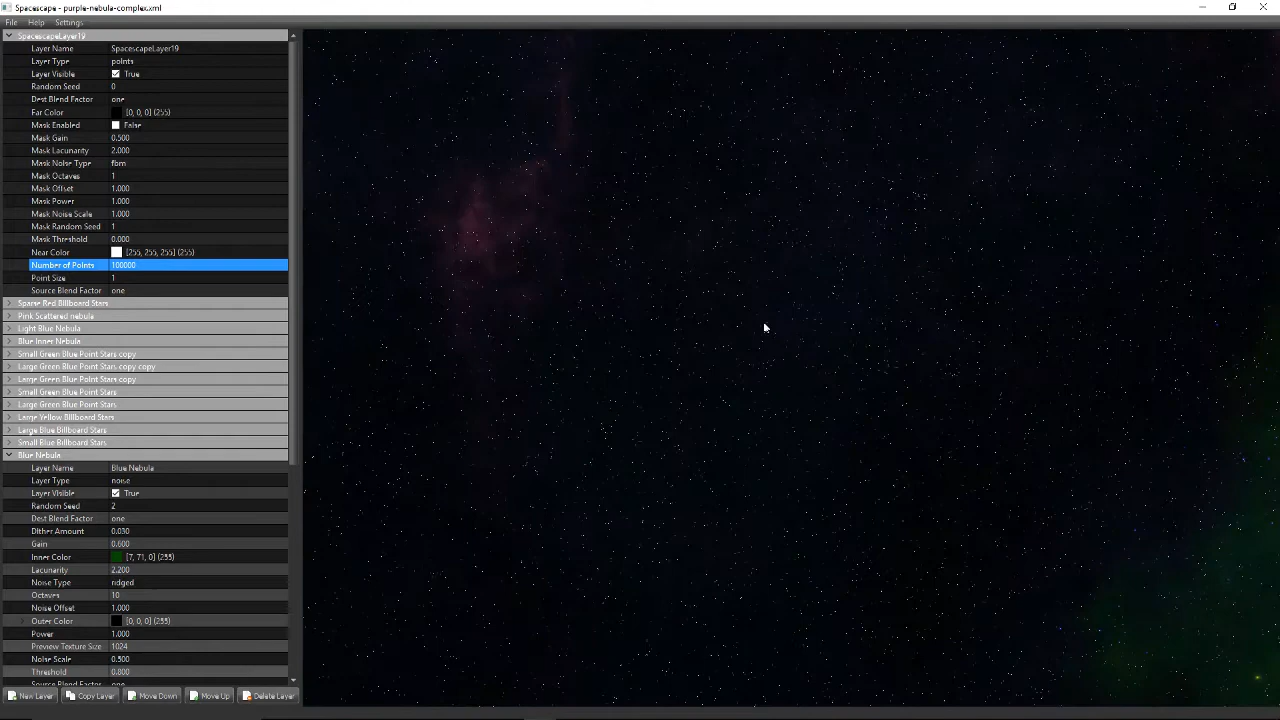 Spacescape - purple-nebula-complex.xml
File Help Settings
SpacescapeLayer19
Layer Name SpacescapeLayer19
Layer Type points
Layer Visible True
Random Seed 0
Dest Blend Factor one
Far Color [0, 0, 0] (255)
Mask Enabled False
Mask Gain 0.500
Mask Lacunarity 2.000
Mask Noise Type fbm
Mask Octaves 1
Mask Offset 1.000
Mask Power 1.000
Mask Noise Scale 1.000
Mask Random Seed 1
Mask Threshold 0.000
Near Color [255, 255, 255] (255)
Number of Points 100000
Point Size 1
Source Blend Factor one
Sparse Red Billboard Stars
Pink Scattered nebula
Light Blue Nebula
Blue Inner Nebula
Small Green Blue Point Stars copy
Large Green Blue Point Stars copy copy
Large Green Blue Point Stars copy
Small Green Blue Point Stars
Large Green Blue Point Stars
Large Yellow Billboard Stars
Large Blue Billboard Stars
Small Blue Billboard Stars
Blue Nebula
Layer Name Blue Nebula
Layer Type noise
Layer Visible True
Random Seed 2
Dest Blend Factor one
Dither Amount 0.030
Gain 0.600
Inner Color [7, 71, 0] (255)
Lacunarity 2.200
Noise Type ridged
Octaves 10
Noise Offset 1.000
Outer Color [0, 0, 0] (255)
Power 1.000
Preview Texture Size 1024
Noise Scale 0.500
Threshold 0.800
Source Blend Factor one
New Layer Copy Layer Move Down Move Up Delete Layer